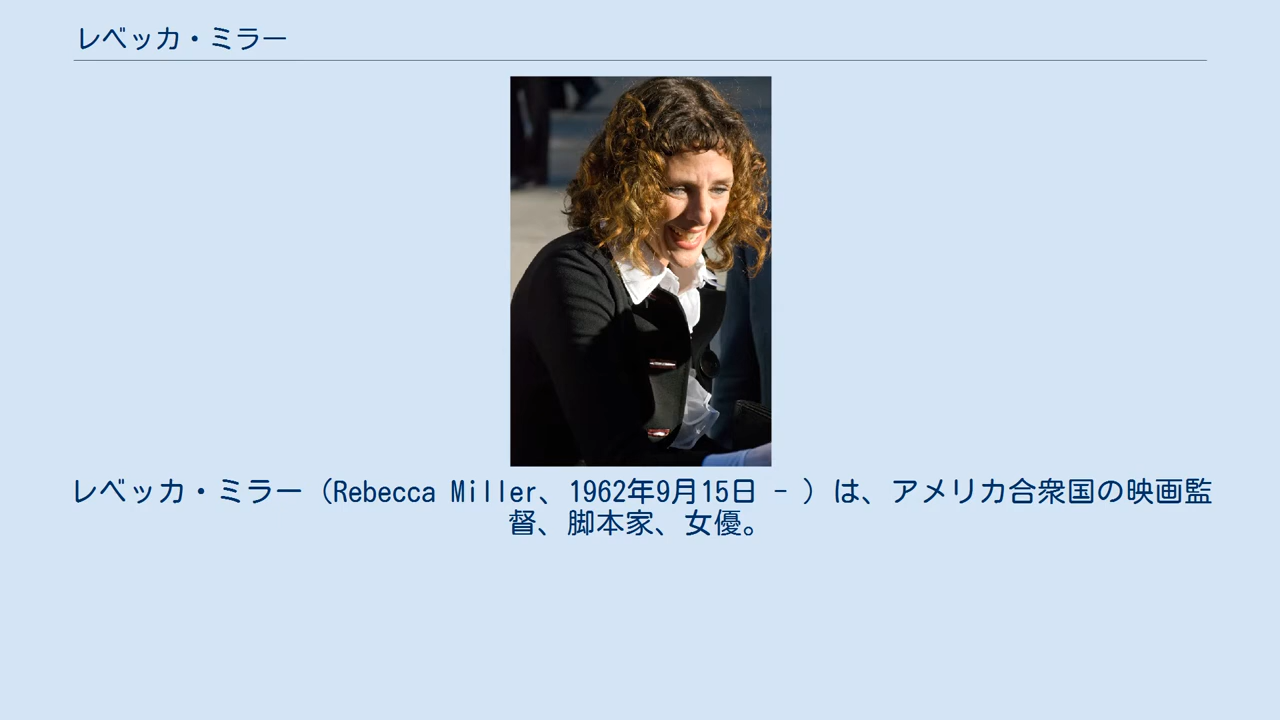 レベッカ・ミラー
レベッカ・ミラー（Rebecca Miller、1962年9月15日 - ）は、アメリカ合衆国の映画監
督、脚本家、女優。